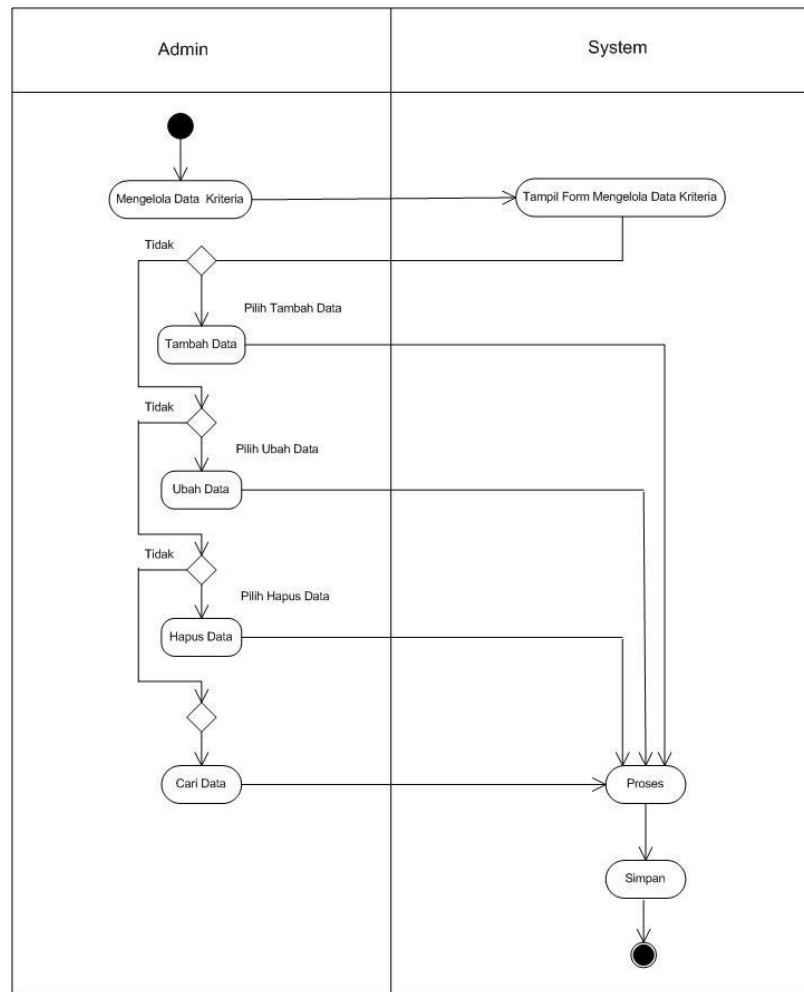 Admin
System
Mengelola Data Kriteria
Tampil Form Mengelola Data Kriteria
Tidak
Pilih Tambah Data
Tambah Data
Tidak
Pilih Ubah Data
Ubah Data
Tidak
Pilih Hapus Data
Hapus Data
Cari Data
Proses
Simpan